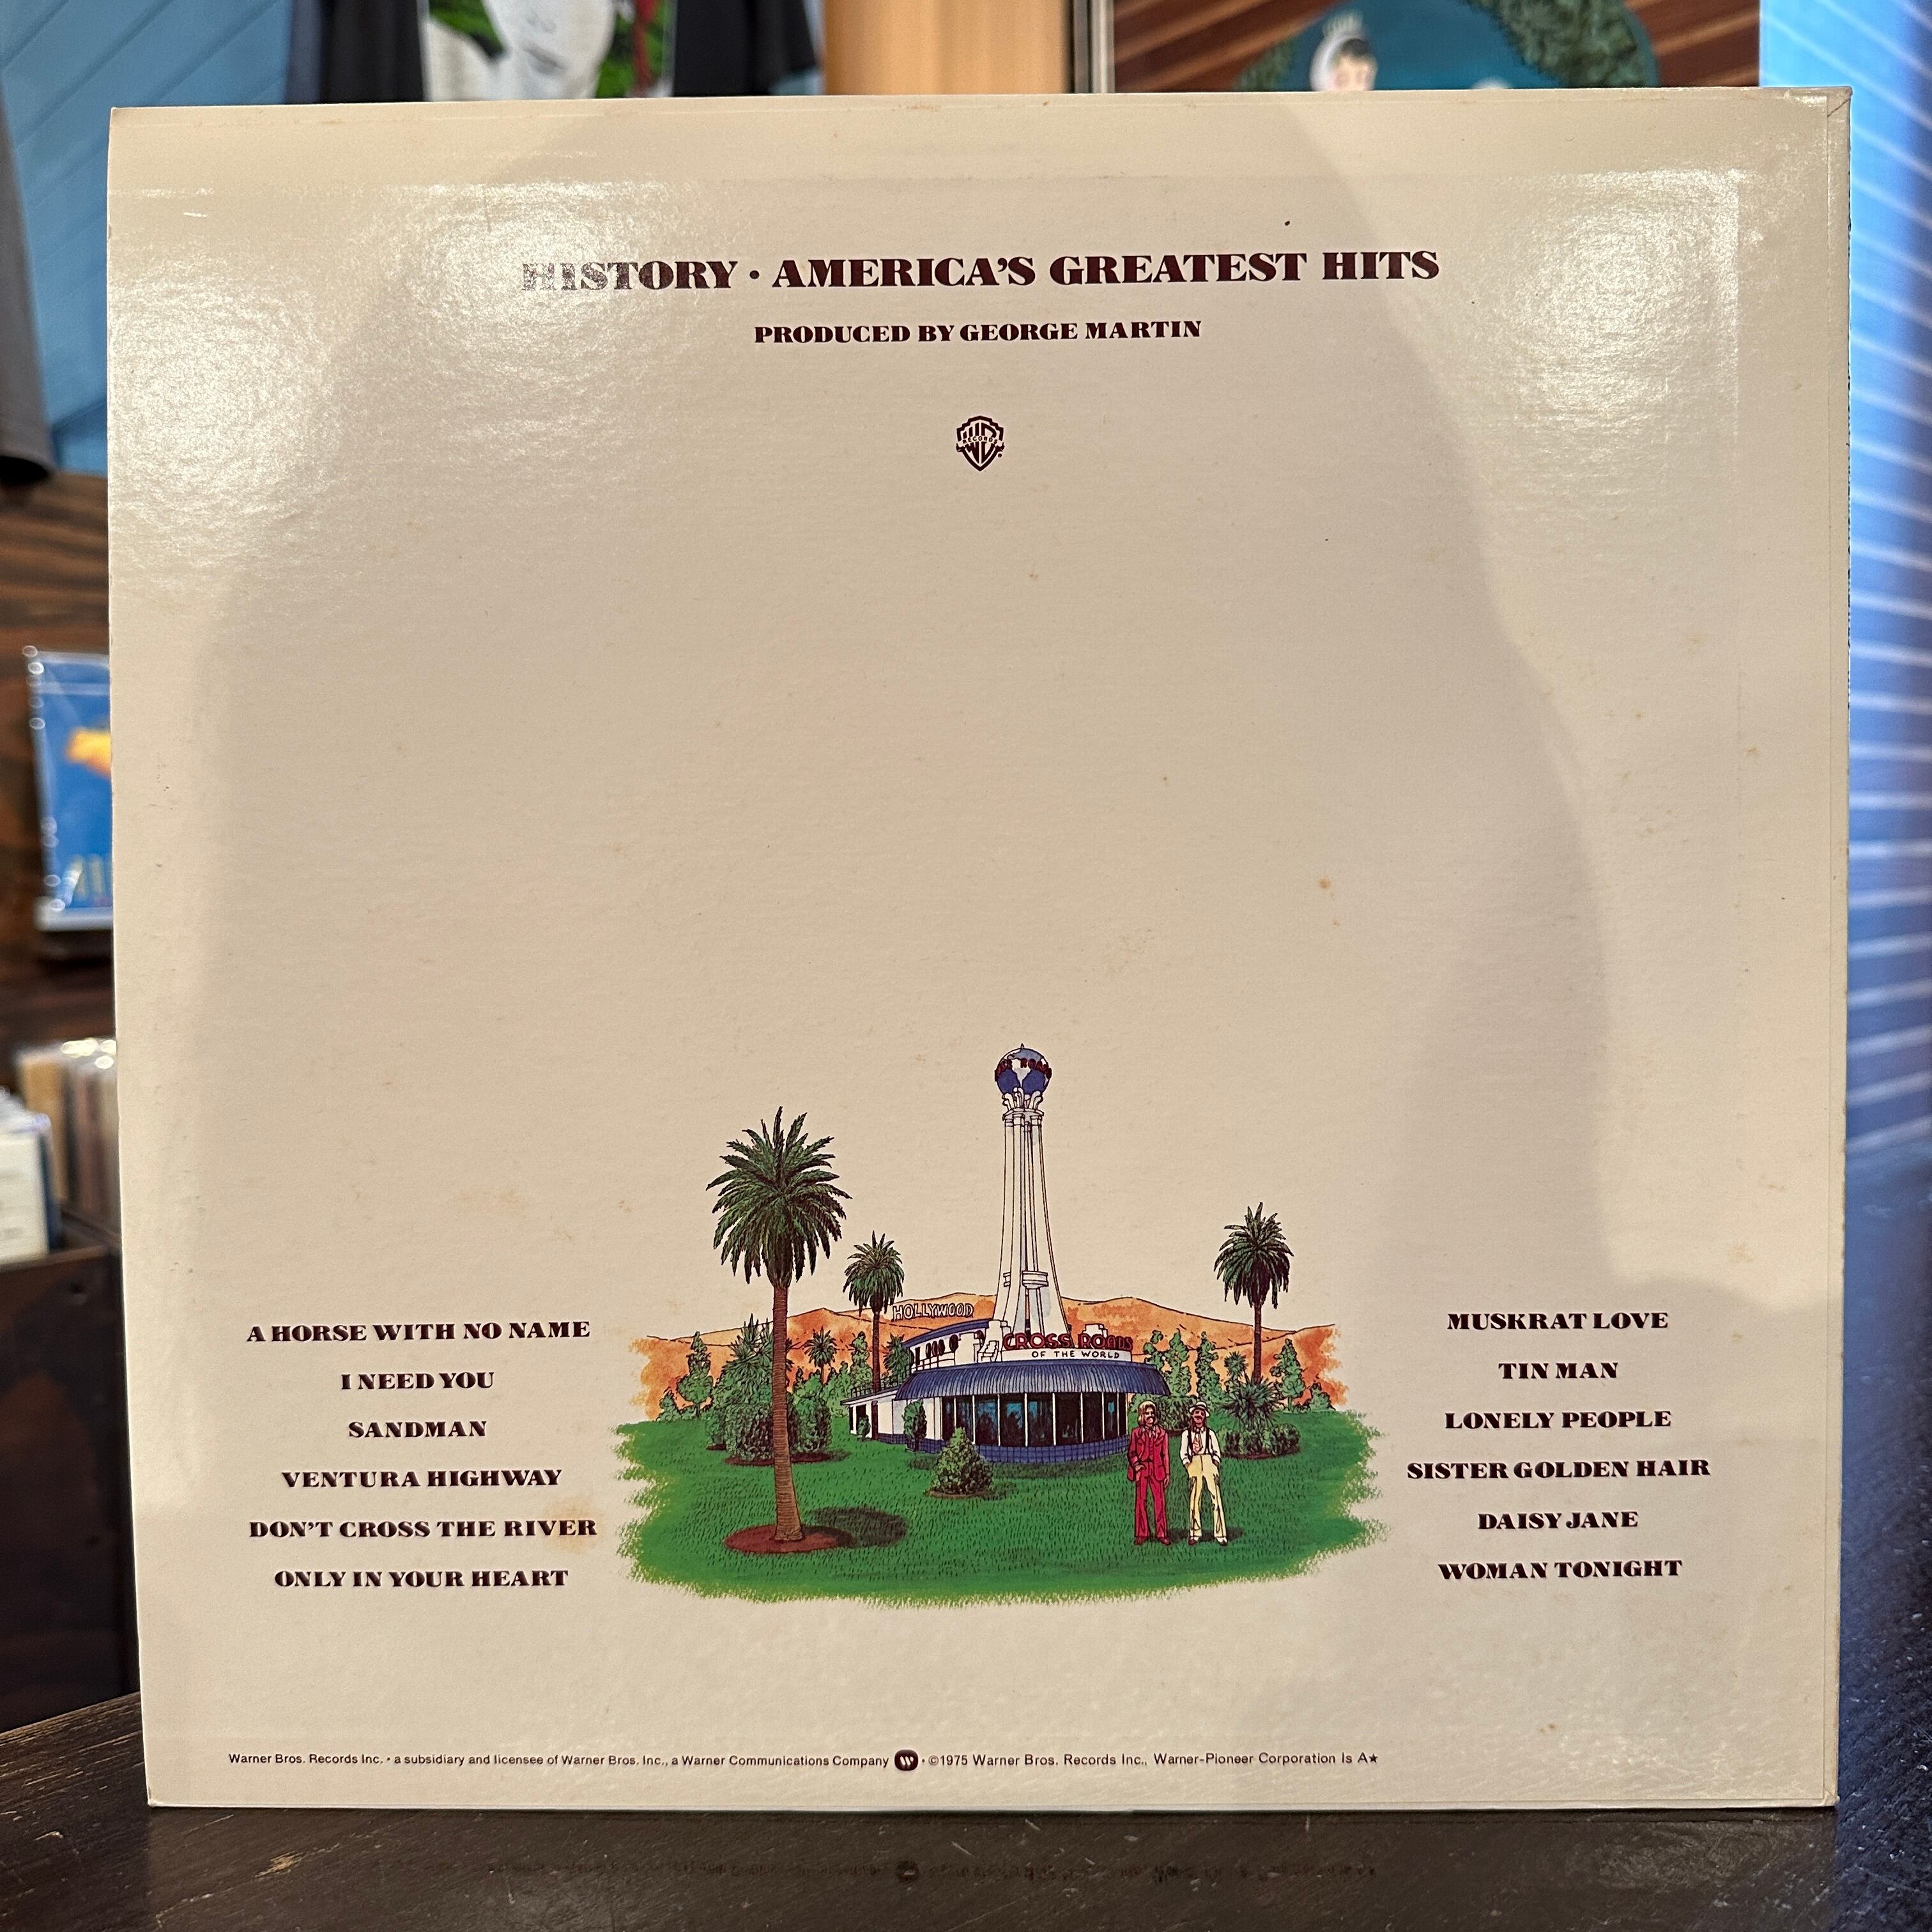 HISTORY • AMERICA'S GREATEST HITS
PRODUCED BY GEORGE MARTIN
RECORDS
HOLLYWOOD
CROSS ROADS
OF THE WORLD
A HORSE WITH NO NAME
I NEED YOU
SANDMAN
VENTURA HIGHWAY
DON'T CROSS THE RIVER
ONLY IN YOUR HEART
MUSKRAT LOVE
TIN MAN
LONELY PEOPLE
SISTER GOLDEN HAIR
DAISY JANE
WOMAN TONIGHT
Warner Bros. Records Inc. • a subsidiary and licensee of Warner Bros. Inc., a Warner Communications Company • ©1975 Warner Bros. Records Inc., Warner-Pioneer Corporation Is A★